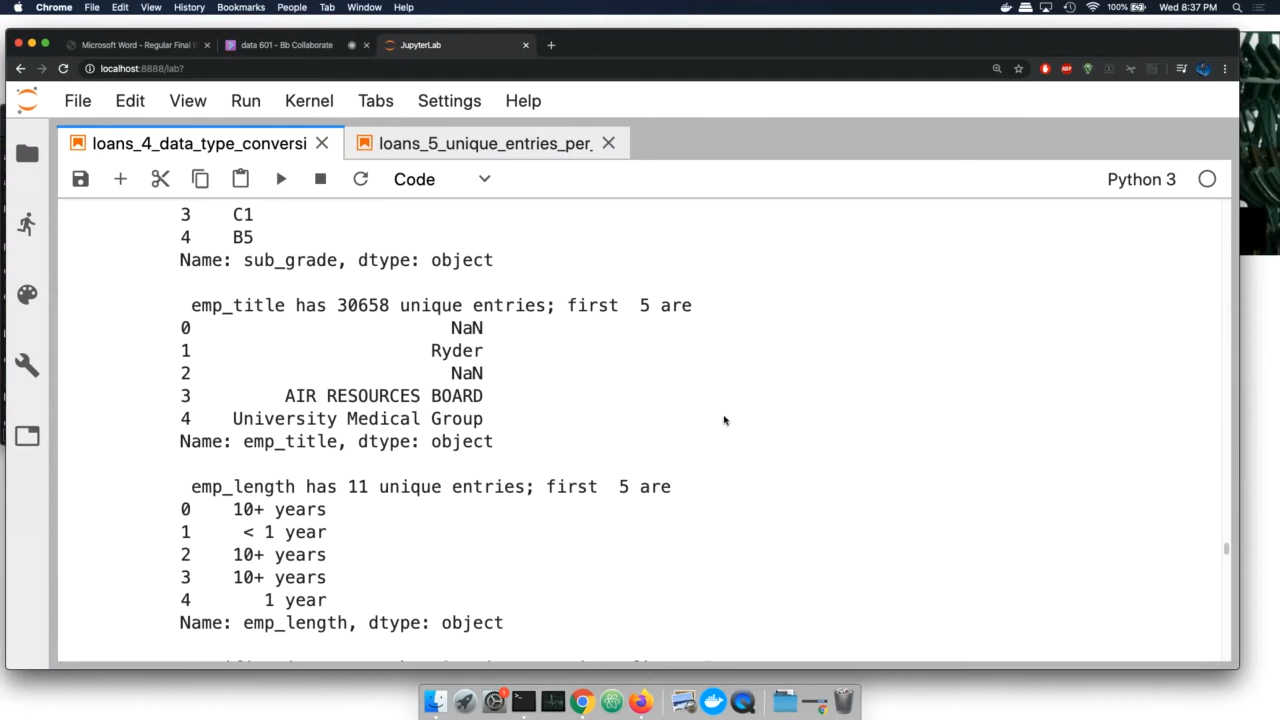 Chrome File Edit View History Bookmarks People Tab Window Help 100% Wed 8:37 PM
Microsoft Word - Regular Final E data 601 - Bb Collaborate JupyterLab
localhost:8888/lab?
File Edit View Run Kernel Tabs Settings Help
loans_4_data_type_conversi loans_5_unique_entries_per_
Code Python 3
3 C1
4 B5
Name: sub_grade, dtype: object
emp_title has 30658 unique entries; first 5 are
0 NaN
1 Ryder
2 NaN
3 AIR RESOURCES BOARD
4 University Medical Group
Name: emp_title, dtype: object
emp_length has 11 unique entries; first 5 are
0 10+ years
1 < 1 year
2 10+ years
3 10+ years
4 1 year
Name: emp_length, dtype: object